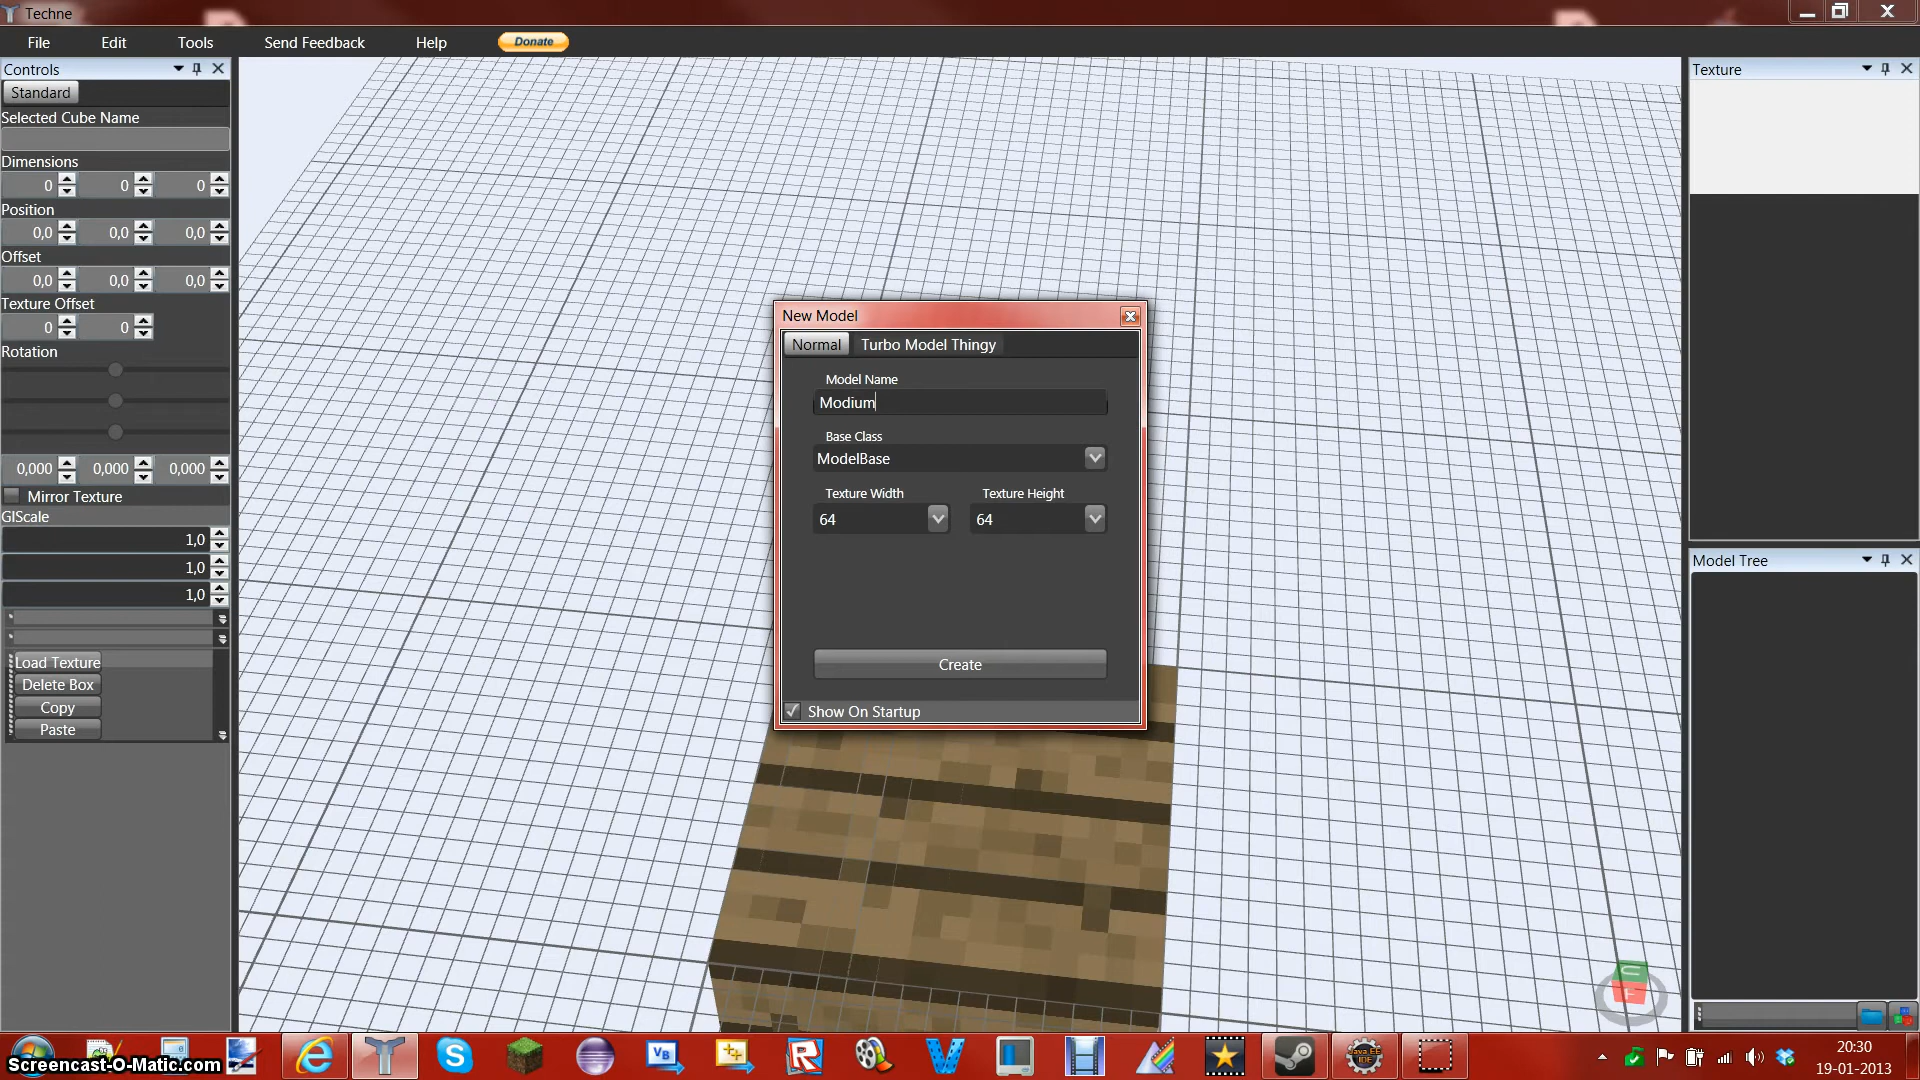 Techne
File Edit Tools Send Feedback Help Donate
Controls
Standard
Selected Cube Name
Dimensions
0 0 0
Position
0,0 0,0 0,0
Offset
0,0 0,0 0,0
Texture Offset
0 0
Rotation
0,000 0,000 0,000
Mirror Texture
GlScale
1,0
1,0
1,0
Load Texture
Delete Box
Copy
Paste
New Model
Normal Turbo Model Thingy
Model Name
Modium
Base Class
ModelBase
Texture Width Texture Height
64 64
Create
Show On Startup
Texture
Model Tree
Screencast-O-Matic.com
VB
Java EE
IDE
20:30
19-01-2013